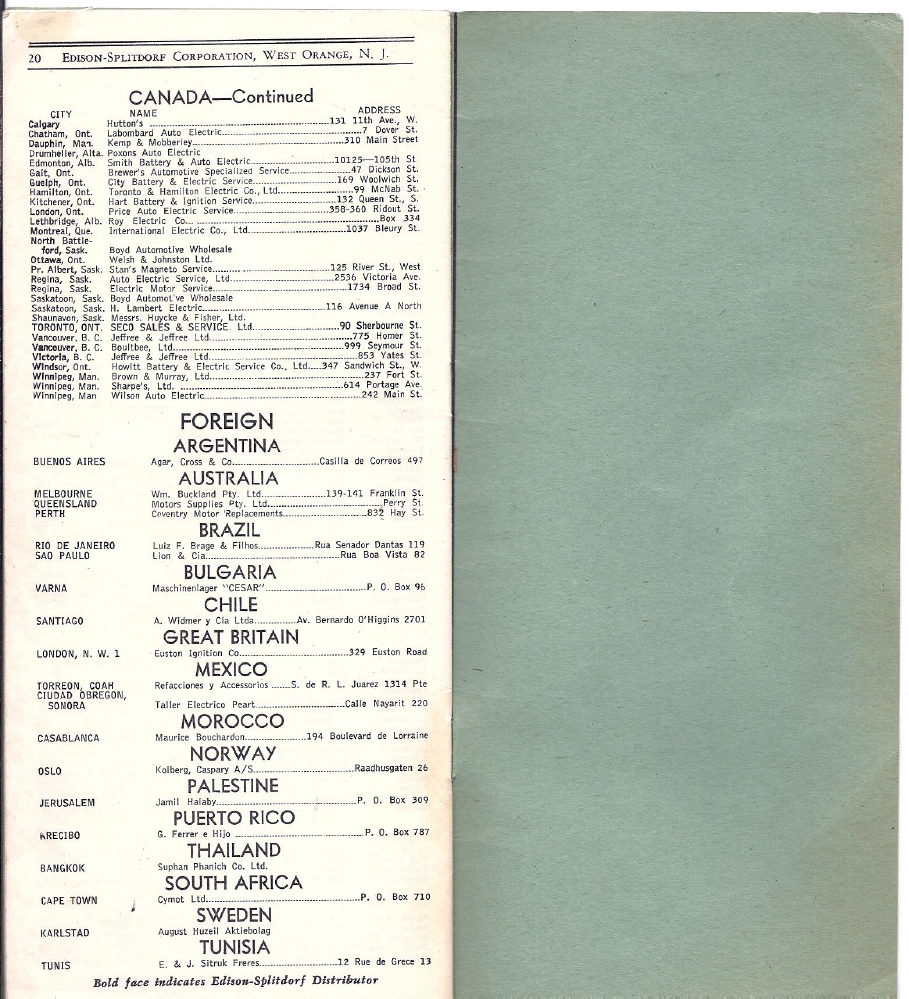 20 EDISON-SPLITDORF CORPORATION, WEST ORANGE, N. J.
CANADA—Continued
CITY NAME ADDRESS
Calgary Hutton's ........ 131 11th Ave., W.
Chatham, Ont. Labombard Auto Electric........ 7 Dover St.
Dauphin, Man. Kemp & Mobberley........ 310 Main Street
Drumheller, Alta. Poxons Auto Electric
Edmonton, Alb. Smith Battery & Auto Electric........ 10125—105th St.
Galt, Ont. Brewer's Automotive Specialized Service........ 47 Dickson St.
Guelph, Ont. City Battery & Electric Service........ 169 Woolwich St.
Hamilton, Ont. Toronto & Hamilton Electric Co., Ltd........ 99 McNab St.
Kitchener, Ont. Hart Battery & Ignition Service........ 132 Queen St., S.
London, Ont. Price Auto Electric Service........ 358-360 Ridout St.
Lethbridge, Alb. Roy Electric Co........ Box 334
Montreal, Que. International Electric Co., Ltd........ 1037 Bleury St.
North Battle-
ford, Sask. Boyd Automotive Wholesale
Ottawa, Ont. Welsh & Johnston Ltd.
Pr. Albert, Sask. Stan's Magneto Service........ 125 River St., West
Regina, Sask. Auto Electric Service, Ltd........ 2536 Victoria Ave.
Regina, Sask. Electric Motor Service........ 1734 Broad St.
Saskatoon, Sask. Boyd Automotive Wholesale
Saskatoon, Sask. H. Lambert Electric........ 116 Avenue A North
Shaunavon, Sask. Messrs. Huycke & Fisher, Ltd.
TORONTO, ONT. SECO SALES & SERVICE. Ltd........ 90 Sherbourne St.
Vancouver, B. C. Jeffree & Jeffree Ltd........ 775 Homer St.
Vancouver, B. C. Boultbee, Ltd........ 999 Seymour St.
Victoria, B. C. Jeffree & Jeffree Ltd........ 853 Yates St.
Windsor, Ont. Howitt Battery & Electric Service Co., Ltd.....347 Sandwich St., W.
Winnipeg, Man. Brown & Murray, Ltd........ 237 Fort St.
Winnipeg, Man. Sharpe's, Ltd. ........ 614 Portage Ave.
Winnipeg, Man Wilson Auto Electric........ 242 Main St.
FOREIGN
ARGENTINA
BUENOS AIRES Agar, Cross & Co........ Casilla de Correos 497
AUSTRALIA
MELBOURNE Wm. Buckland Pty. Ltd........ 139-141 Franklin St.
QUEENSLAND Motors Supplies Pty. Ltd........ Perry St.
PERTH Coventry Motor Replacements........ 832 Hay St.
BRAZIL
RIO DE JANEIRO Luiz F. Brage & Filhos........ Rua Senador Dantas 119
SAO PAULO Lion & Cia........ Rua Boa Vista 82
BULGARIA
VARNA Maschinenlager "CESAR"........ P. O. Box 96
CHILE
SANTIAGO A. Widmer y Cia Ltda........ Av. Bernardo O'Higgins 2701
GREAT BRITAIN
LONDON, N. W. 1 Euston Ignition Co........ 329 Euston Road
MEXICO
TORREON, COAH Refacciones y Accessorios ......S. de R. L. Juarez 1314 Pte
CIUDAD OBREGON,
SONORA Taller Electrico Peart........ Calle Nayarit 220
MOROCCO
CASABLANCA Maurice Bouchardon........ 194 Boulevard de Lorraine
NORWAY
OSLO Kolberg, Caspary A/S........ Raadhusgaten 26
PALESTINE
JERUSALEM Jamil Halaby........ P. O. Box 309
PUERTO RICO
ARECIBO G. Ferrer e Hijo ........ P. O. Box 787
THAILAND
BANGKOK Suphan Phanich Co. Ltd.
SOUTH AFRICA
CAPE TOWN Cymot Ltd........ P. O. Box 710
SWEDEN
KARLSTAD August Huzeil Aktiebolag
TUNISIA
TUNIS E. & J. Sitruk Freres........ 12 Rue de Grece 13
Bold face indicates Edison-Splitdorf Distributor